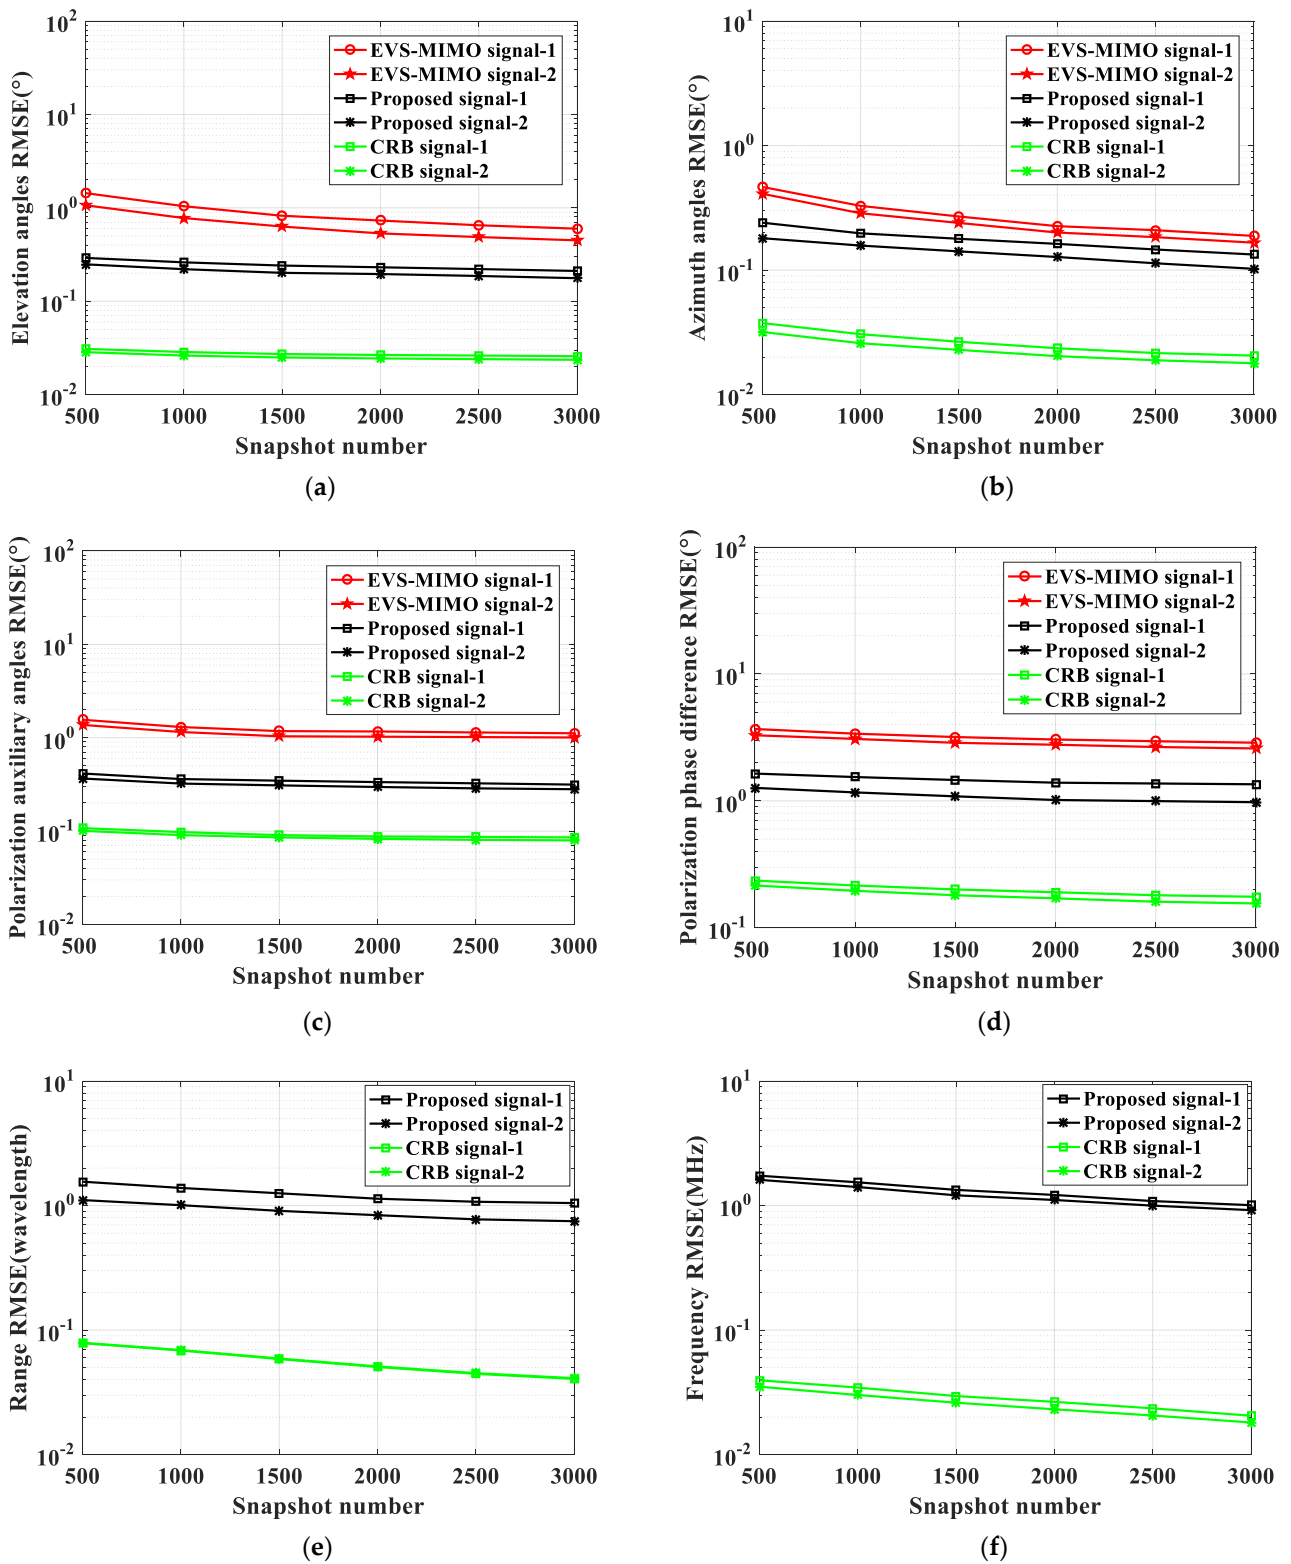 10^2
10^1
10^0
10^-1
10^-2
Elevation angles RMSE(°)
EVS-MIMO signal-1
EVS-MIMO signal-2
Proposed signal-1
Proposed signal-2
CRB signal-1
CRB signal-2
500 1000 1500 2000 2500 3000
Snapshot number
(a)
10^1
10^0
10^-1
10^-2
Azimuth angles RMSE(°)
EVS-MIMO signal-1
EVS-MIMO signal-2
Proposed signal-1
Proposed signal-2
CRB signal-1
CRB signal-2
500 1000 1500 2000 2500 3000
Snapshot number
(b)
10^2
10^1
10^0
10^-1
10^-2
Polarization auxiliary angles RMSE(°)
EVS-MIMO signal-1
EVS-MIMO signal-2
Proposed signal-1
Proposed signal-2
CRB signal-1
CRB signal-2
500 1000 1500 2000 2500 3000
Snapshot number
(c)
10^2
10^1
10^0
10^-1
Polarization phase difference RMSE(°)
EVS-MIMO signal-1
EVS-MIMO signal-2
Proposed signal-1
Proposed signal-2
CRB signal-1
CRB signal-2
500 1000 1500 2000 2500 3000
Snapshot number
(d)
10^1
10^0
10^-1
10^-2
Range RMSE(wavelength)
Proposed signal-1
Proposed signal-2
CRB signal-1
CRB signal-2
500 1000 1500 2000 2500 3000
Snapshot number
(e)
10^1
10^0
10^-1
10^-2
Frequency RMSE(MHz)
Proposed signal-1
Proposed signal-2
CRB signal-1
CRB signal-2
500 1000 1500 2000 2500 3000
Snapshot number
(f)